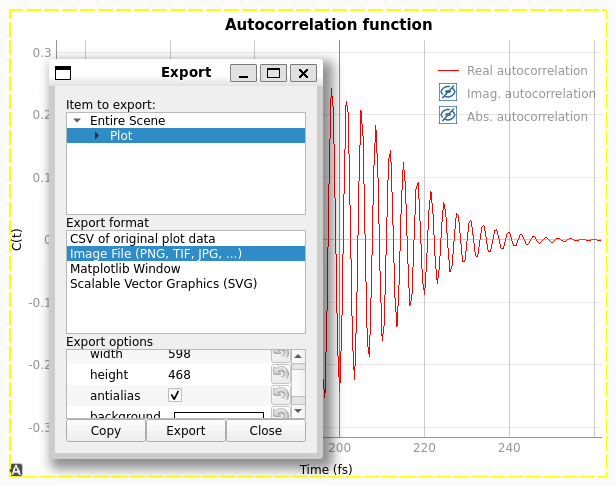 Autocorrelation function
0.3
Export
Real autocorrelation
Imag. autocorrelation
Abs. autocorrelation
Item to export:
Entire Scene
Plot
0.2
0.1
Export format
CSV of original plot data
Image File (PNG, TIF, JPG, ...)
Matplotlib Window
Scalable Vector Graphics (SVG)
C(t)
0
-0.1
Export options
width 598
height 468
antialias
background
-0.2
-0.3
Copy Export Close
200 220 240
Time (fs)
A